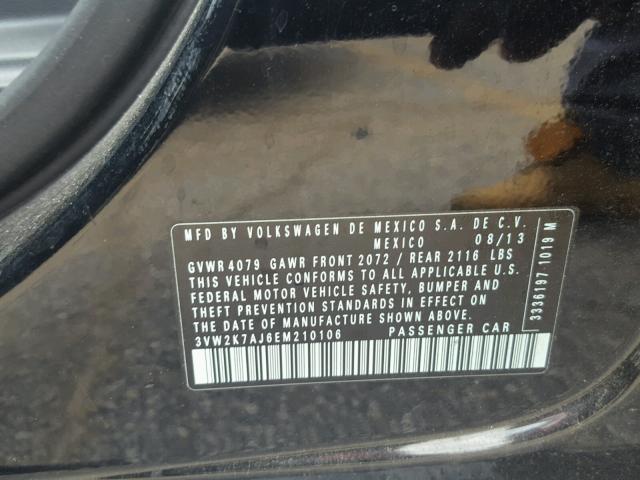 MFD BY VOLKSWAGEN DE MEXICO S.A. DE C.V.
MEXICO 08/13
GVWR 4079 GAWR FRONT 2072 / REAR 2116 LBS
THIS VEHICLE CONFORMS TO ALL APPLICABLE U.S.
FEDERAL MOTOR VEHICLE SAFETY, BUMPER AND
THEFT PREVENTION STANDARDS IN EFFECT ON
THE DATE OF MANUFACTURE SHOWN ABOVE.
3VW2K7AJ6EM210106 PASSENGER CAR
3336197 1019 M